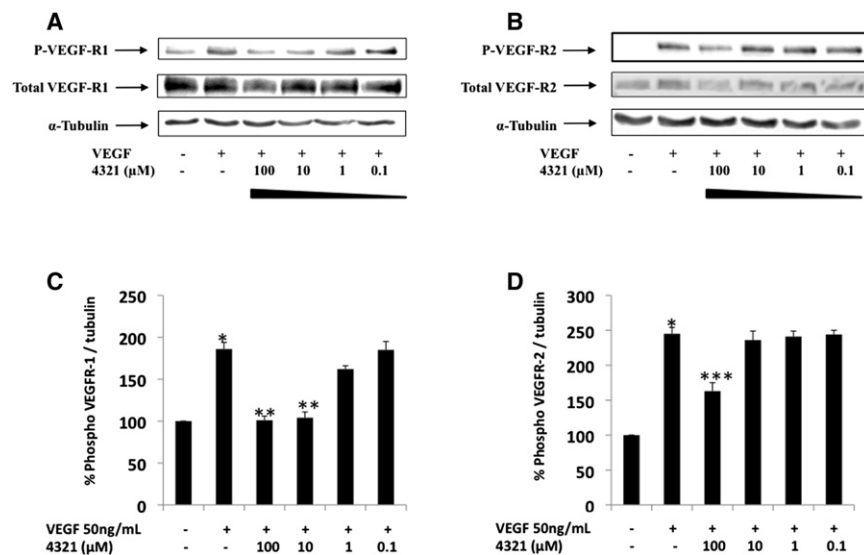 A
P-VEGF-R1
Total VEGF-R1
α-Tubulin
VEGF - + + + + +
4321 (μM) - - 100 10 1 0.1
B
P-VEGF-R2
Total VEGF-R2
α-Tubulin
VEGF - + + + + +
4321 (μM) - - 100 10 1 0.1
C
% Phospho VEGFR-1 / tubulin
250
200
150
100
50
0
*
**
**
VEGF 50ng/mL - + + + + +
4321 (μM) - - 100 10 1 0.1
D
% Phospho VEGFR-2 / tubulin
300
250
200
150
100
50
0
*
***
VEGF 50ng/mL - + + + + +
4321 (μM) - - 100 10 1 0.1